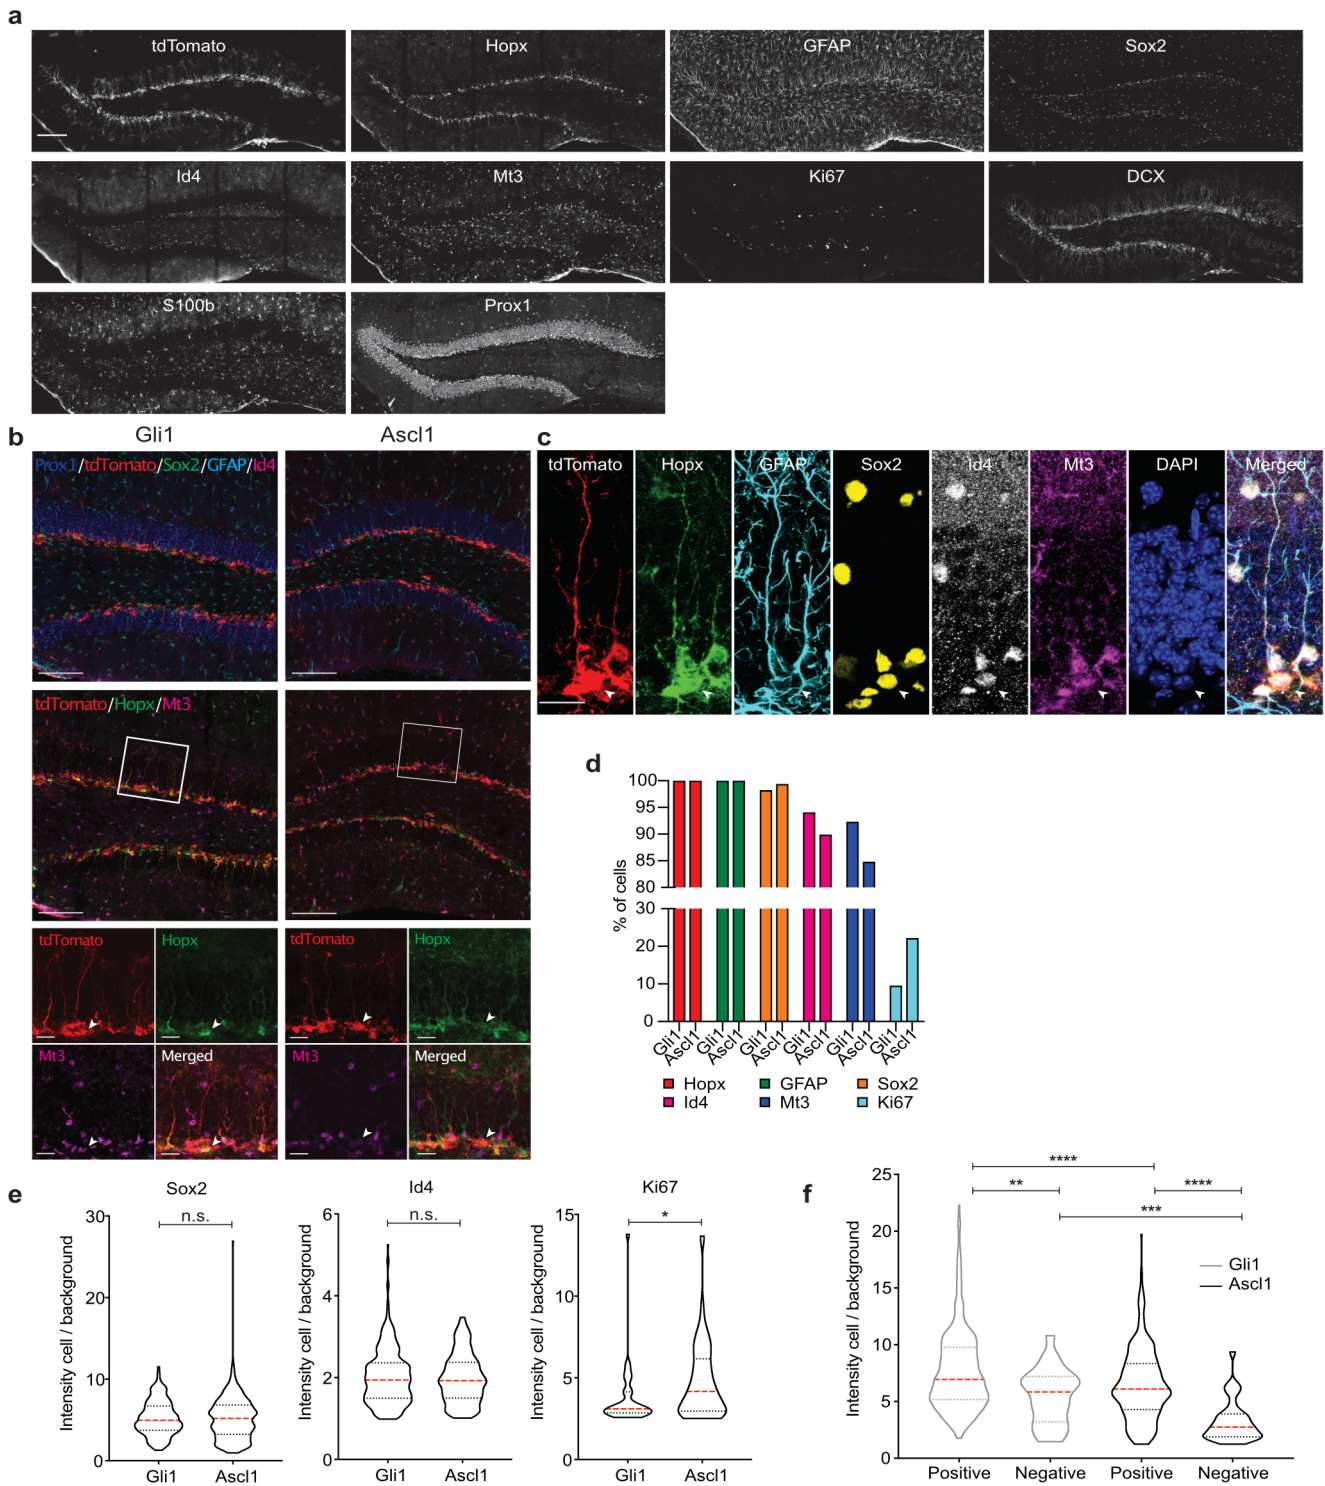 a
tdTomato
Hopx
GFAP
Sox2
Id4
Mt3
Ki67
DCX
S100b
Prox1
b
Gli1
Ascl1
Prox1/tdTomato/Sox2/GFAP/Id4
tdTomato/Hopx/Mt3
tdTomato
Hopx
tdTomato
Hopx
Mt3
Merged
Mt3
Merged
c
tdTomato
Hopx
GFAP
Sox2
Id4
Mt3
DAPI
Merged
d
% of cells
100
95
90
85
80
30
20
10
0
Gli1
Ascl1
Gli1
Ascl1
Gli1
Ascl1
Gli1
Ascl1
Gli1
Ascl1
Gli1
Ascl1
Hopx
GFAP
Sox2
Id4
Mt3
Ki67
e
Sox2
n.s.
Intensity cell / background
30
20
10
0
Gli1
Ascl1
Id4
n.s.
Intensity cell / background
6
4
2
0
Gli1
Ascl1
Ki67
*
Intensity cell / background
15
10
5
0
Gli1
Ascl1
f
****
**
****
***
Intensity cell / background
25
20
15
10
5
0
Gli1
Ascl1
Positive
Negative
Positive
Negative